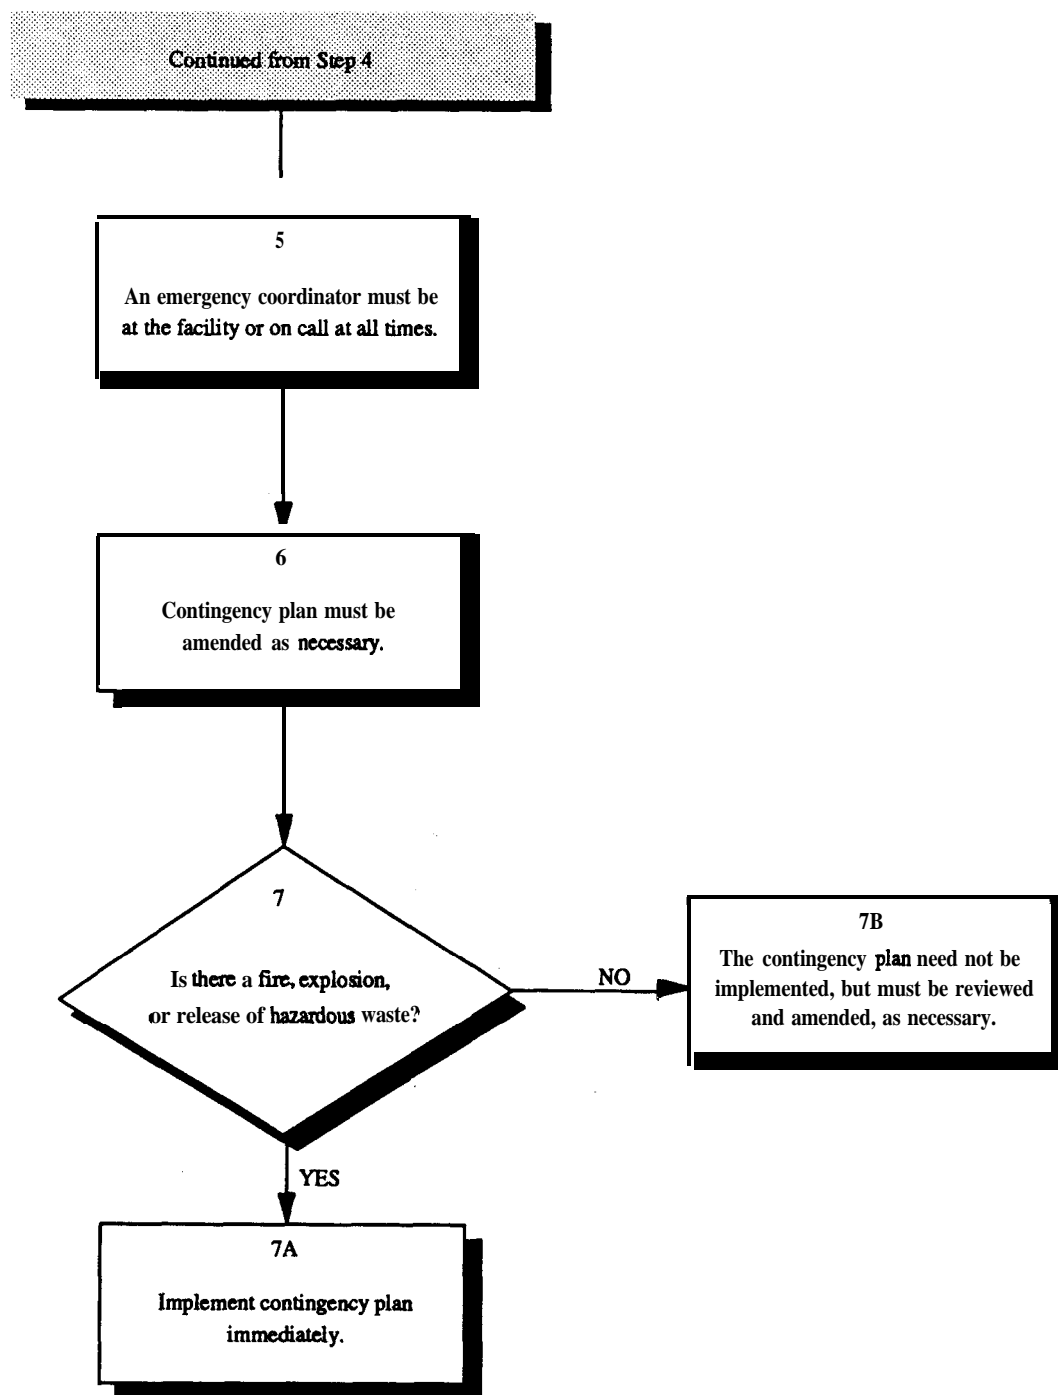 Continued from Step 4
5
An emergency coordinator must be
at the facility or on call at all times.
6
Contingency plan must be
amended as necessary.
7
Is there a fire, explosion,
or release of hazardous waste?
NO
7B
The contingency plan need not be
implemented, but must be reviewed
and amended, as necessary.
YES
7A
Implement contingency plan
immediately.